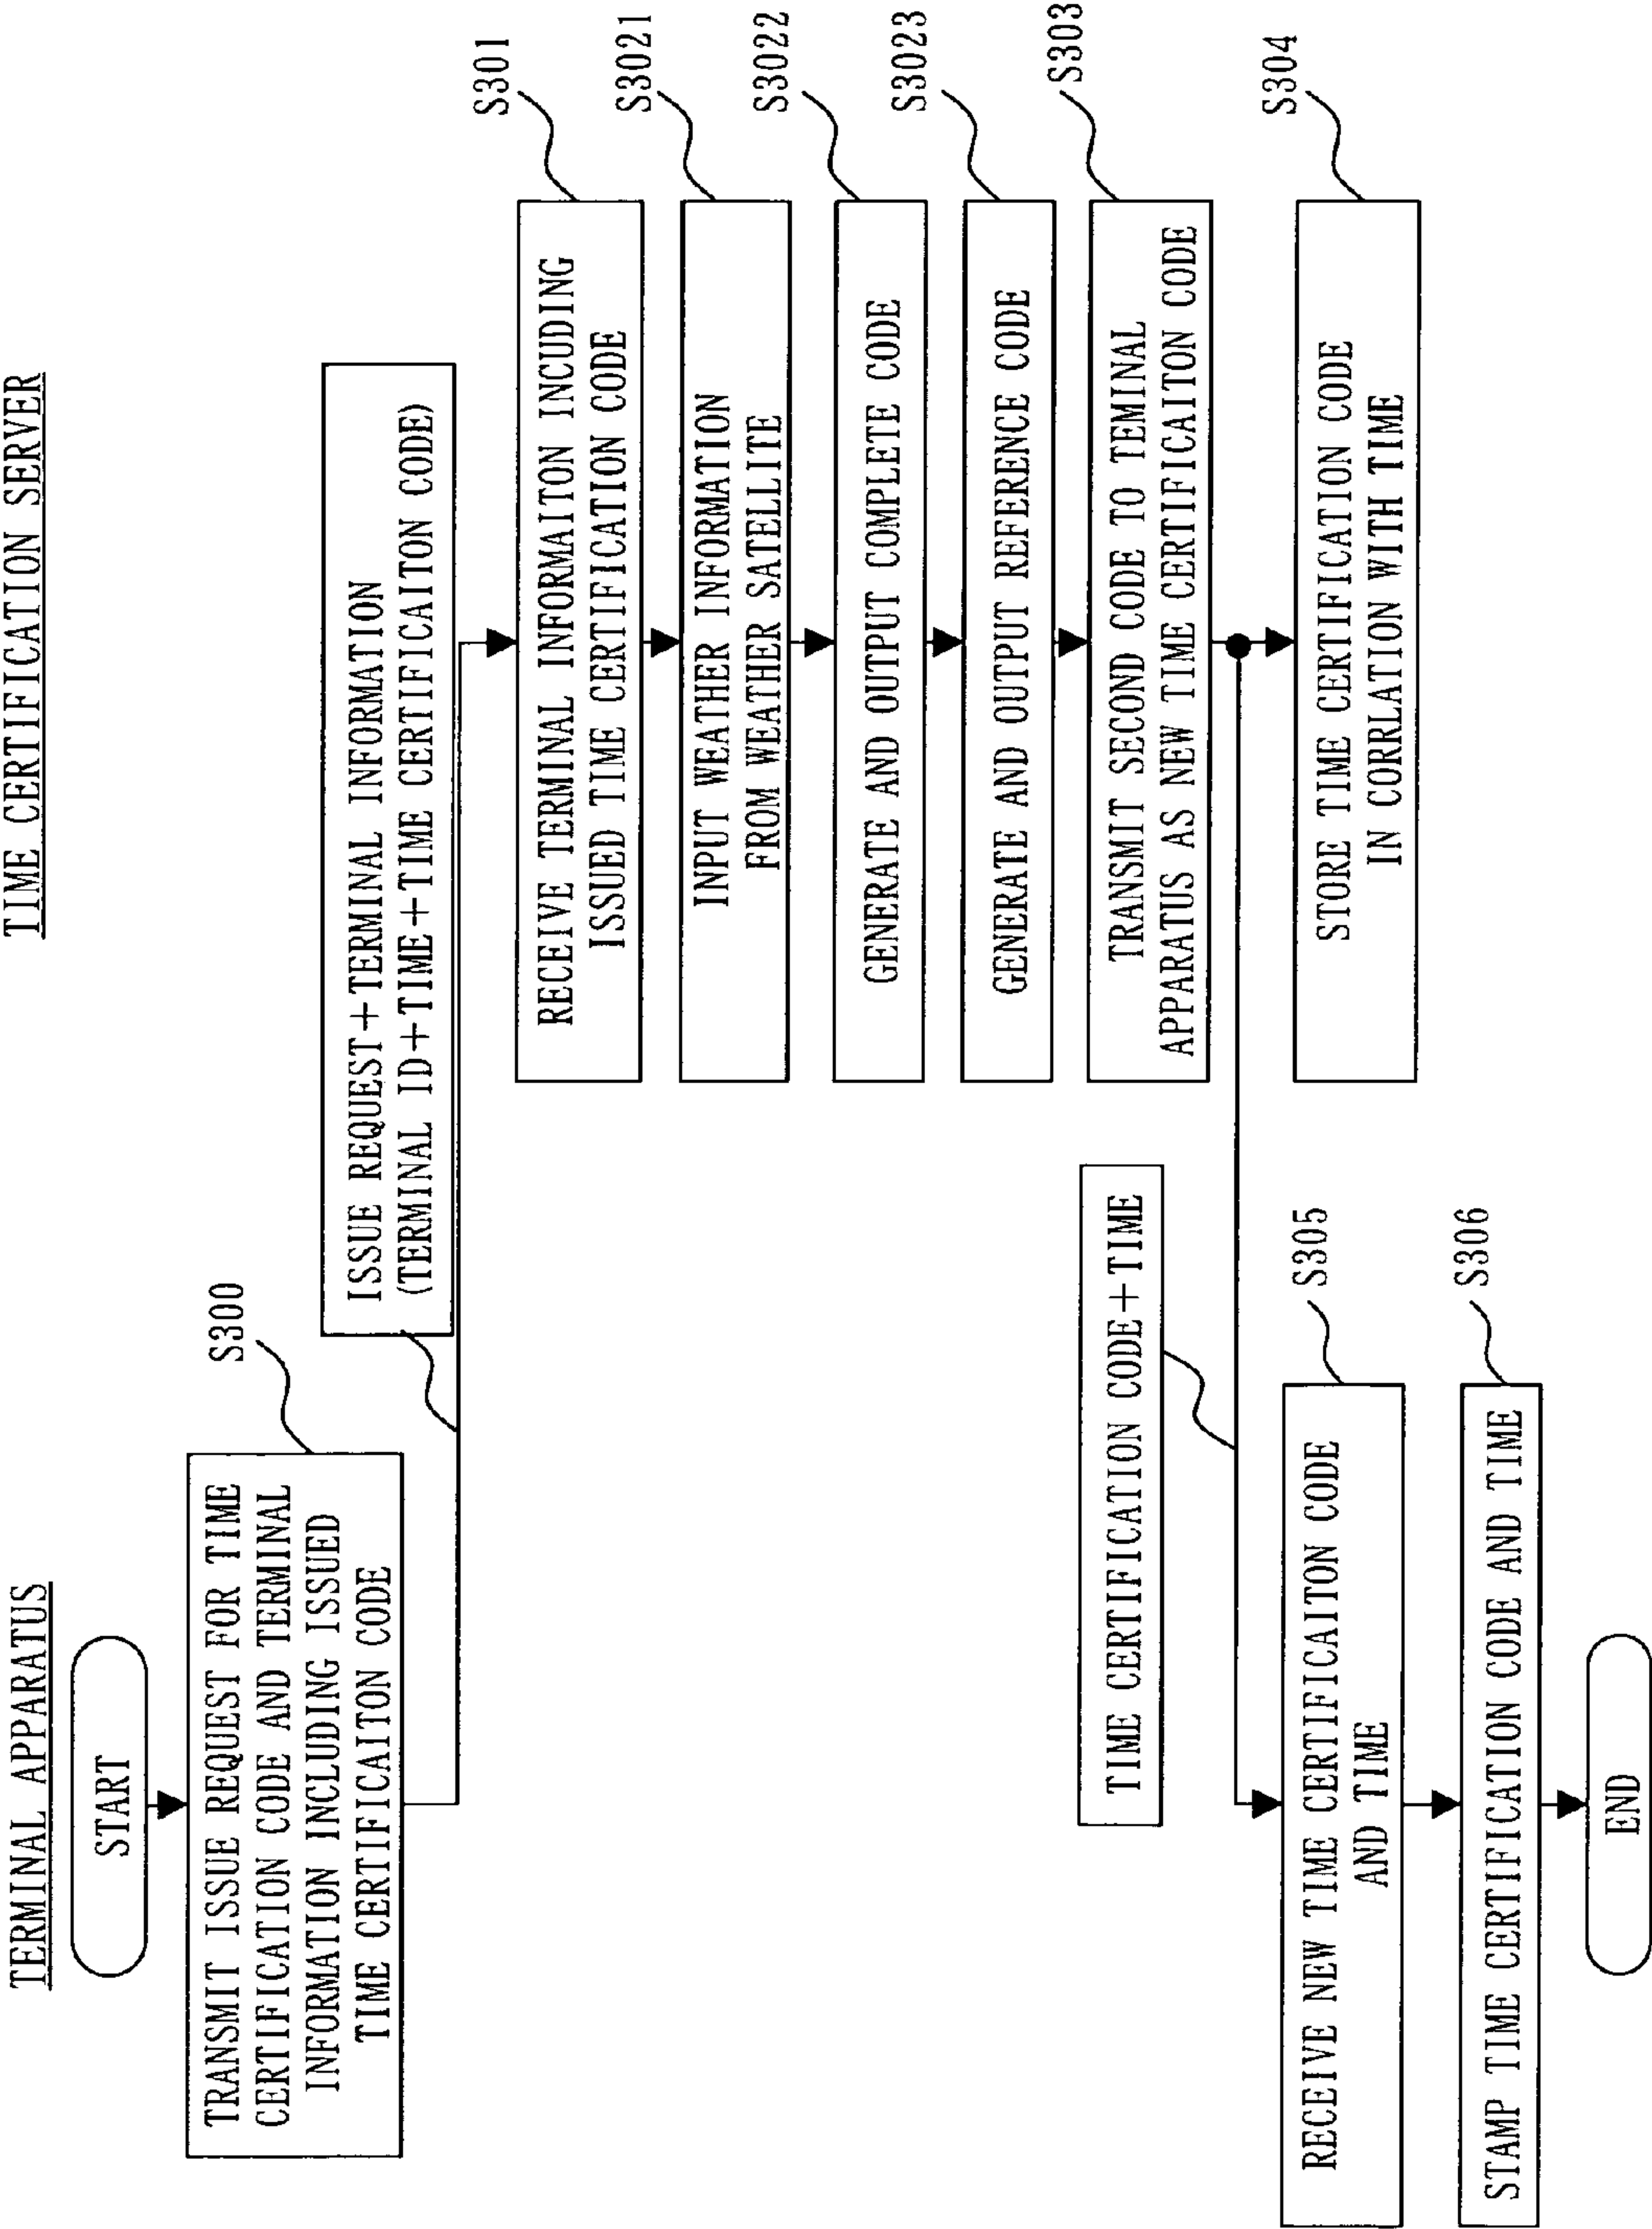 TERMINAL APPARATUS
TIME CERTIFICATION SERVER
START
S300
TRANSMIT ISSUE REQUEST FOR TIME
CERTIFICATION CODE AND TERMINAL
INFORMATION INCLUDING ISSUED
TIME CERTIFICAITON CODE
ISSUE REQUEST+TERMINAL INFORMATION
(TERMINAL ID+TIME+TIME CERTIFICAITON CODE)
S301
RECEIVE TERMINAL INFORMAITON INCUDING
ISSUED TIME CERTIFICATION CODE
S3021
INPUT WEATHER INFORMATION
FROM WEATHER SATELLITE
S3022
GENERATE AND OUTPUT COMPLETE CODE
S3023
GENERATE AND OUTPUT REFERENCE CODE
S303
TRANSMIT SECOND CODE TO TEMINAL
APPARATUS AS NEW TIME CERTIFICAITON CODE
TIME CERTIFICATION CODE+TIME
S304
STORE TIME CERTIFICATION CODE
IN CORRLATION WITH TIME
S305
RECEIVE NEW TIME CERTIFICAITON CODE
AND TIME
S306
STAMP TIME CERTIFICATION CODE AND TIME
END